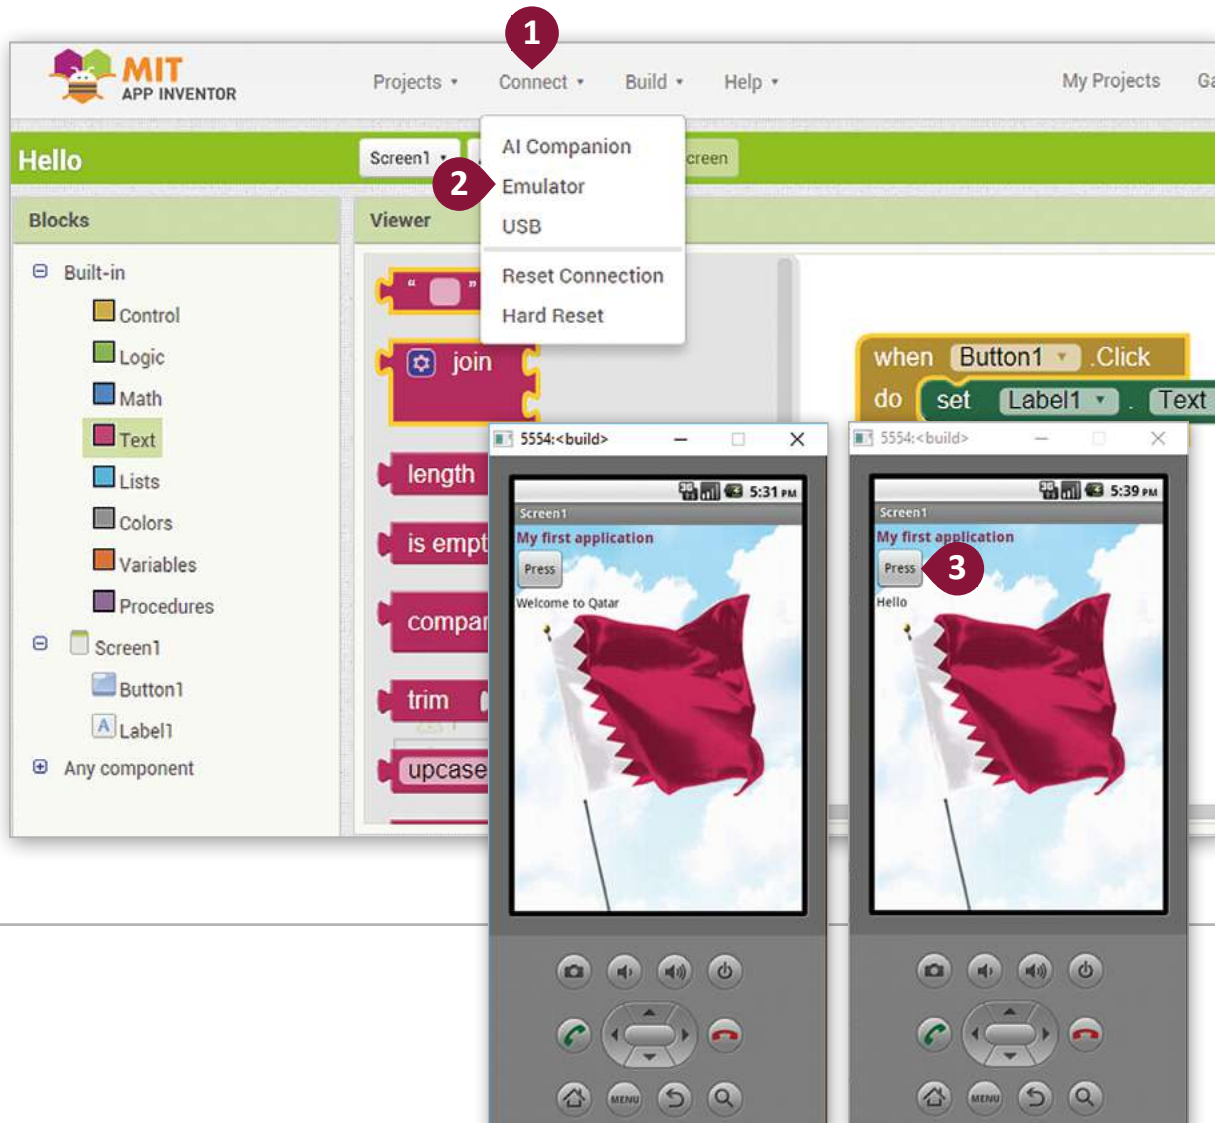 1
MIT
APP INVENTOR
Projects
Connect
Build
Help
My Projects
Hello
Screen1
creen
AI Companion
2
Emulator
USB
Reset Connection
Hard Reset
Blocks
Viewer
Built-in
Control
Logic
Math
Text
Lists
Colors
Variables
Procedures
Screen1
Button1
Label1
Any component
“ ”
join
length
is empt
compar
trim
upcase
when Button1 .Click
do set Label1 . Text
5554:<build>
3G 5:31 PM
Screen1
My first application
Press
Welcome to Qatar
MENU
5554:<build>
3G 5:39 PM
Screen1
My first application
Press
3
Hello
MENU